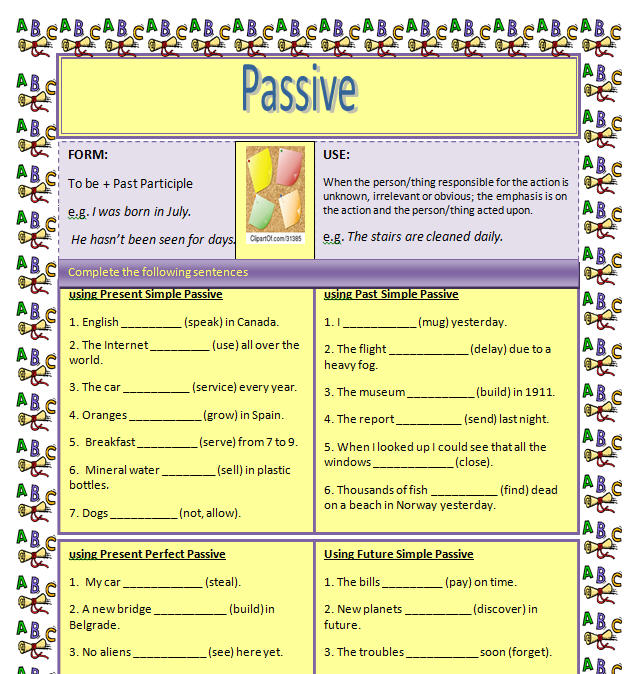 Passive
FORM:
To be + Past Participle
e.g. I was born in July.
He hasn't been seen for days.
ClipartOf.com/31385
USE:
When the person/thing responsible for the action is
unknown, irrelevant or obvious; the emphasis is on
the action and the person/thing acted upon.
e.g. The stairs are cleaned daily.
Complete the following sentences
using Present Simple Passive
1. English __________ (speak) in Canada.
2. The Internet __________ (use) all over the
world.
3. The car ___________ (service) every year.
4. Oranges ____________ (grow) in Spain.
5. Breakfast __________ (serve) from 7 to 9.
6. Mineral water _________ (sell) in plastic
bottles.
7. Dogs ___________ (not, allow).
using Past Simple Passive
1. I ____________ (mug) yesterday.
2. The flight _____________ (delay) due to a
heavy fog.
3. The museum ___________ (build) in 1911.
4. The report ___________ (send) last night.
5. When I looked up I could see that all the
windows _____________ (close).
6. Thousands of fish ___________ (find) dead
on a beach in Norway yesterday.
using Present Perfect Passive
1. My car _____________ (steal).
2. A new bridge ____________ (build) in
Belgrade.
3. No aliens ____________ (see) here yet.
Using Future Simple Passive
1. The bills __________ (pay) on time.
2. New planets ___________ (discover) in
future.
3. The troubles ____________ soon (forget).